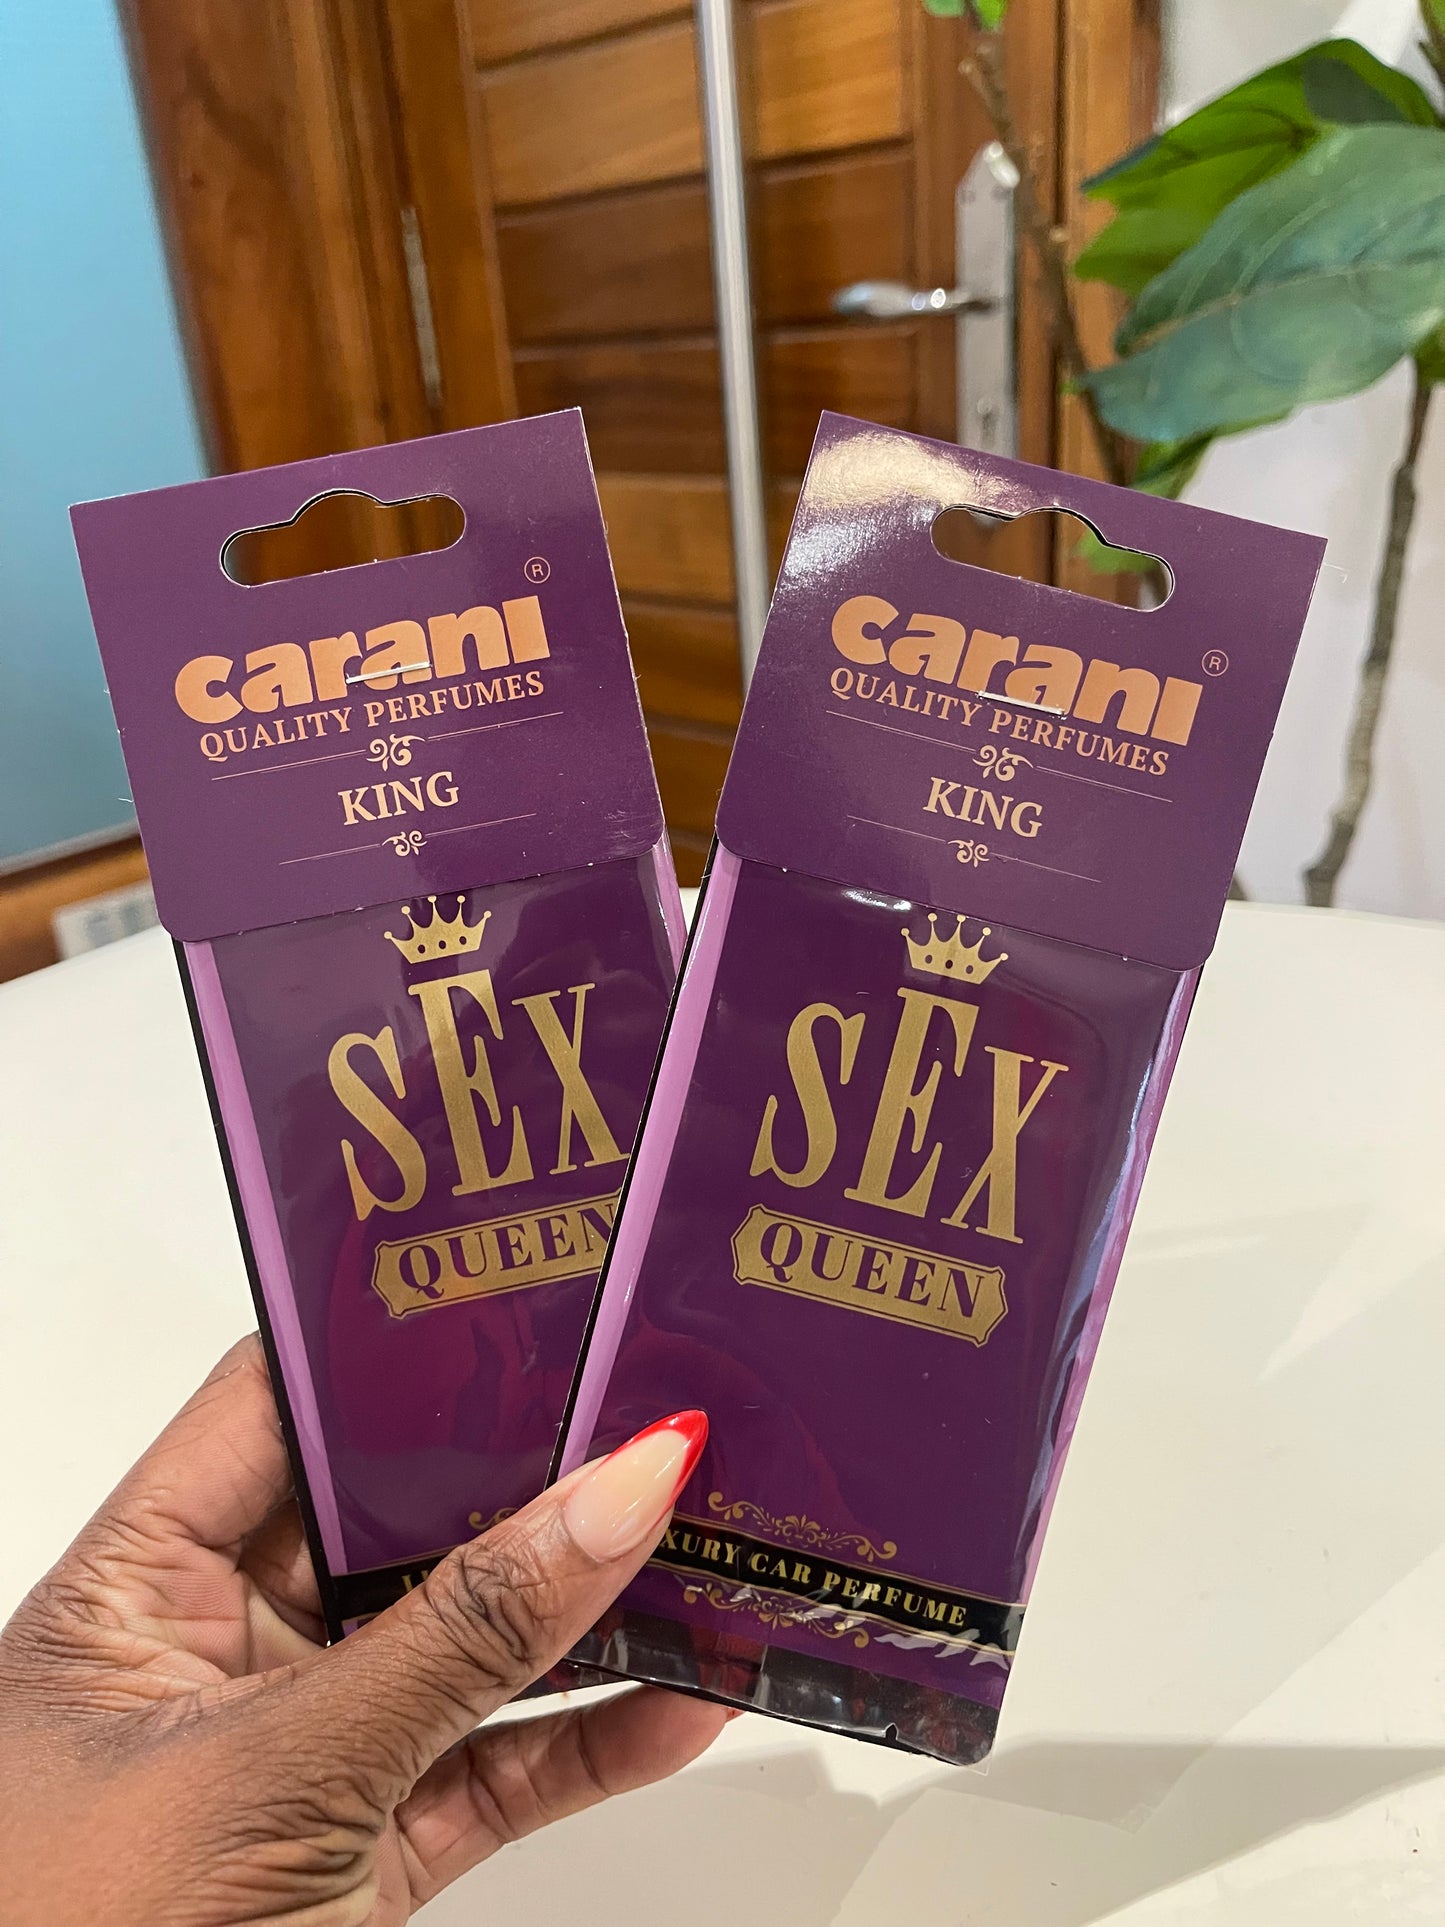 carani ®
QUALITY PERFUMES
KING
SEX
QUEEN
carani ®
QUALITY PERFUMES
KING
SEX
QUEEN
CAR PERFUME